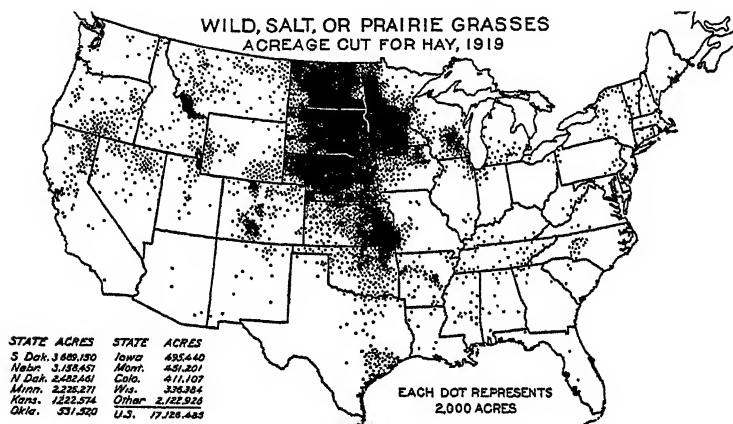 WILD, SALT, OR PRAIRIE GRASSES
ACREAGE CUT FOR HAY, 1919
STATE ACRES STATE ACRES
S Dak. 3 689,150 Iowa 495,440
Nebr. 3,158,451 Mont. 451,201
N Dak. 2,482,461 Colo. 411,107
Minn. 2,225,271 Wis. 336,384
Kans. 1,222,574 Other 2,122,926
Okla. 531,520 U.S. 17,126,485
EACH DOT REPRESENTS
2,000 ACRES